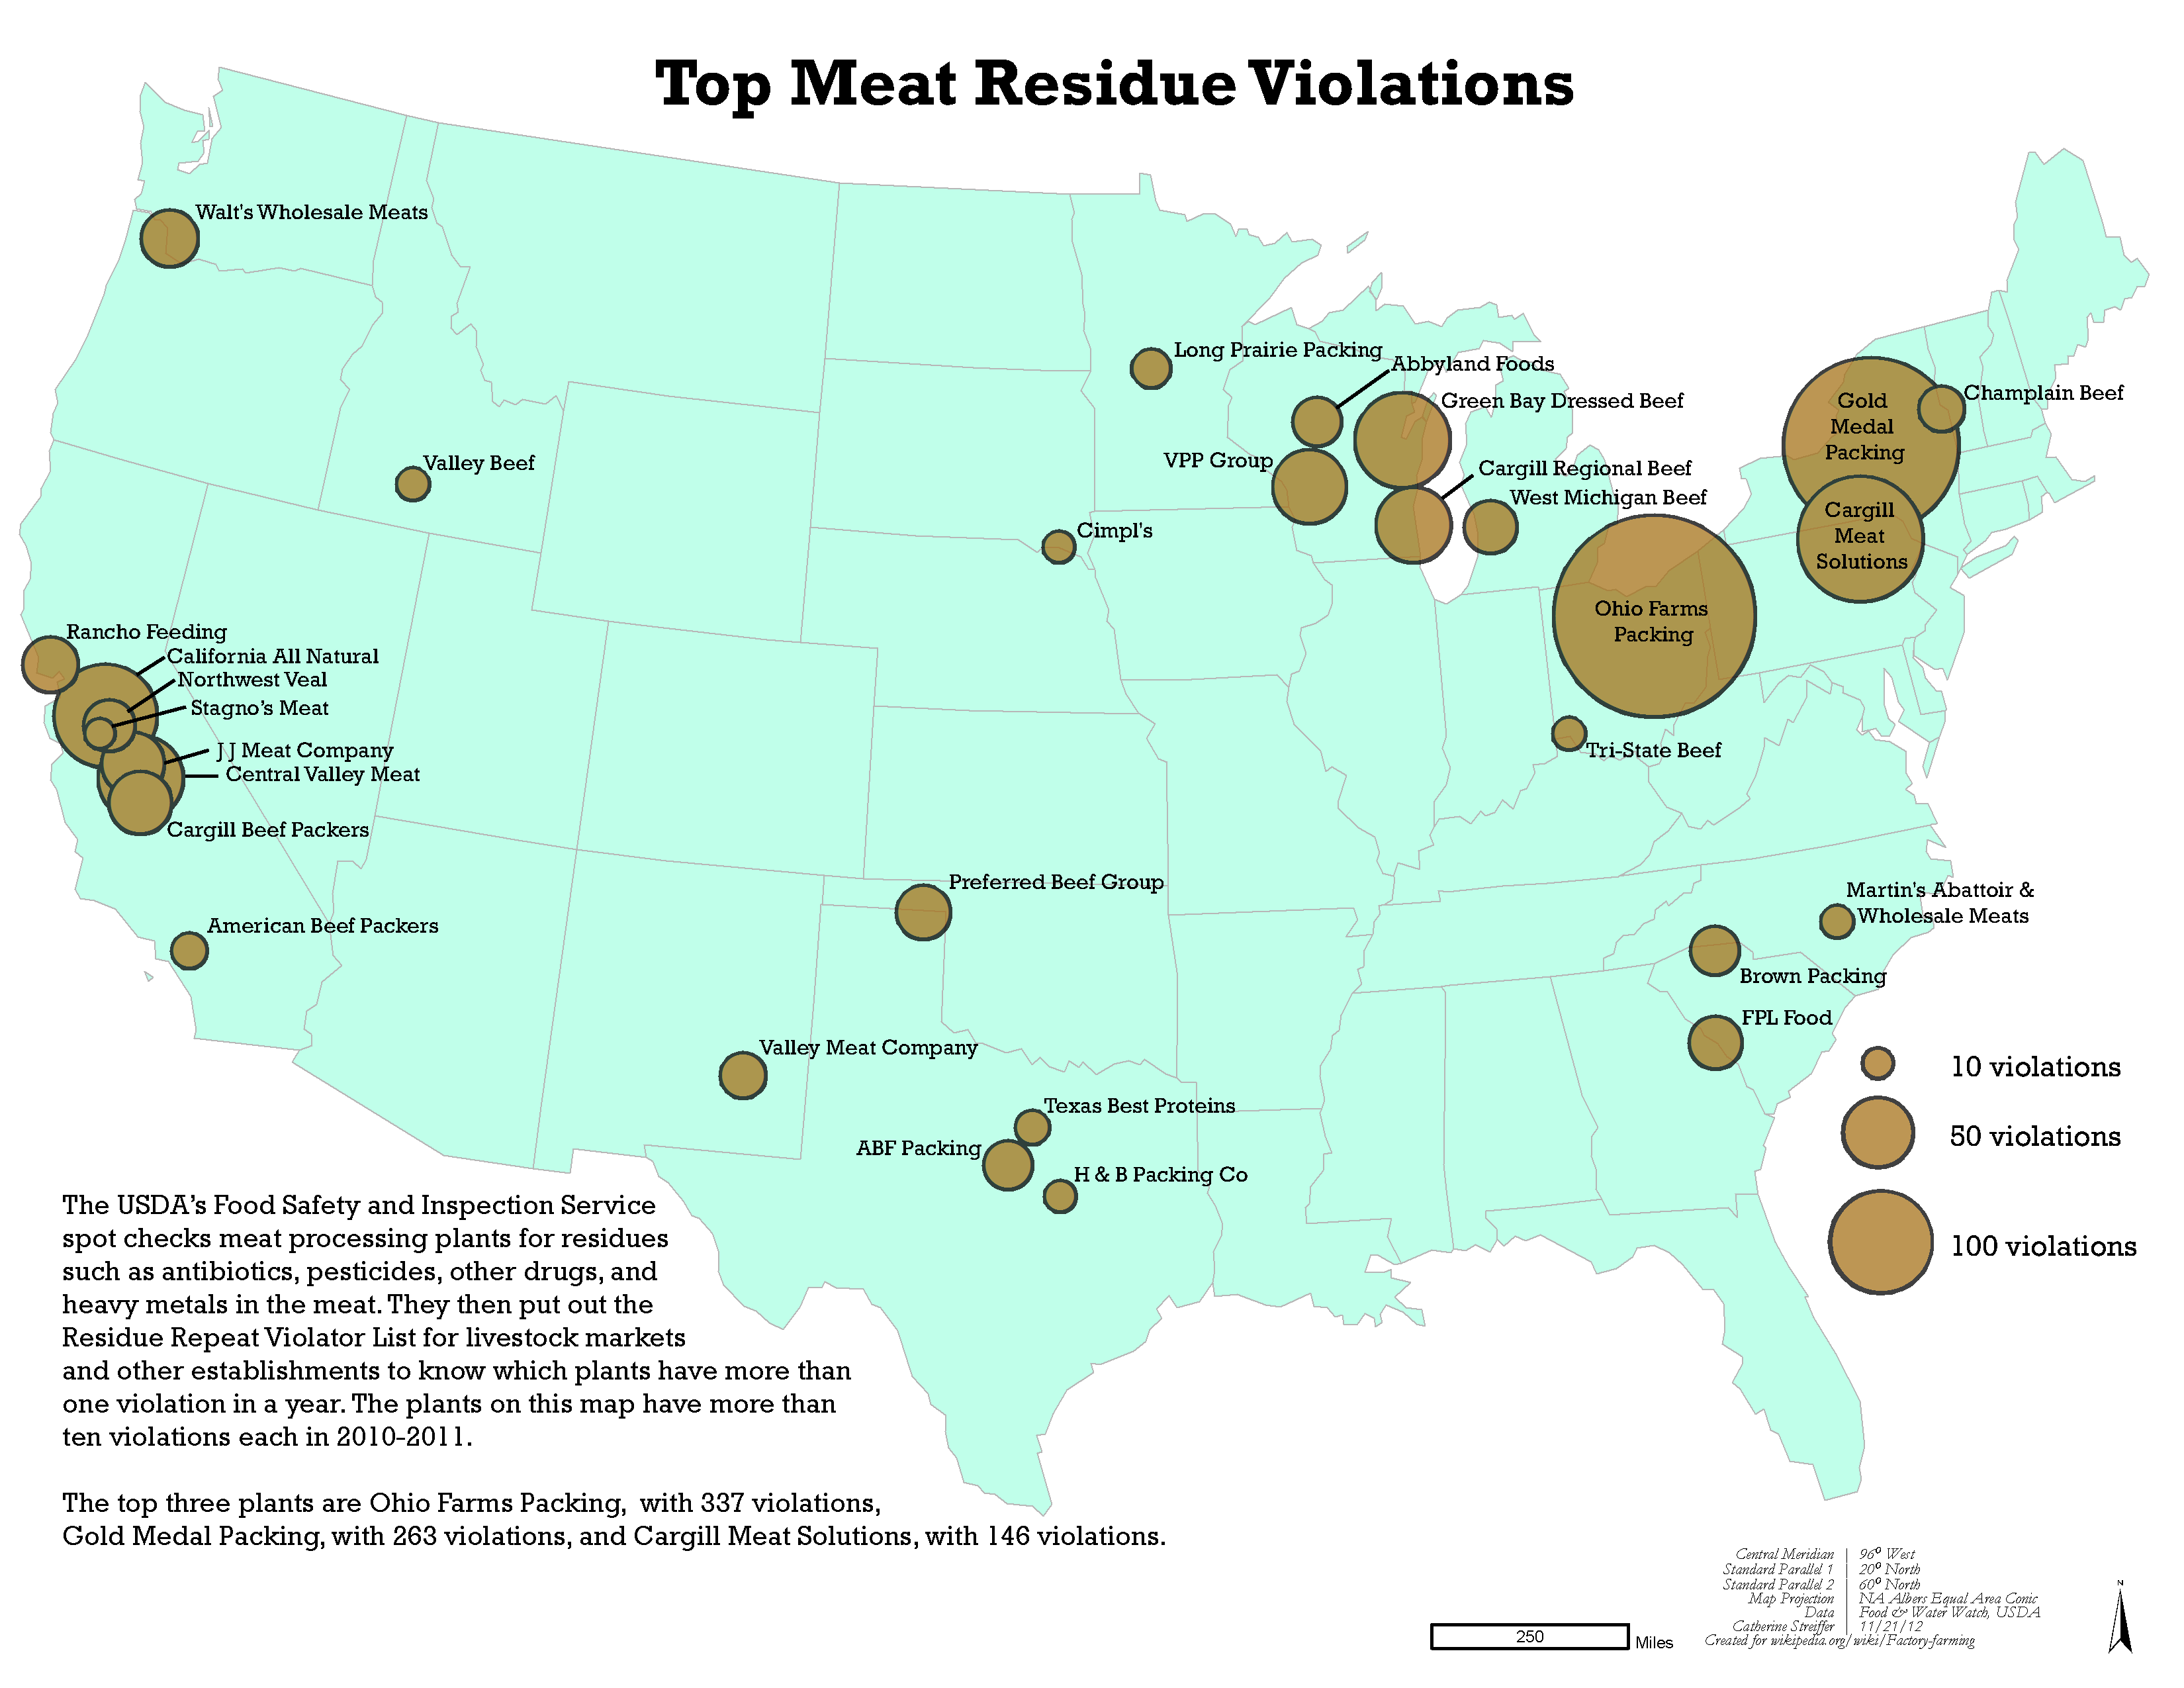 Top Meat Residue Violations
Walt's Wholesale Meats
Long Prairie Packing
Abbyland Foods
Green Bay Dressed Beef
VPP Group
Cargill Regional Beef
West Michigan Beef
Gold
Medal
Packing
Champlain Beef
Cargill
Meat
Solutions
Valley Beef
Cimpl's
Ohio Farms
Packing
Tri-State Beef
Rancho Feeding
California All Natural
Northwest Veal
Stagno's Meat
J J Meat Company
Central Valley Meat
Cargill Beef Packers
American Beef Packers
Preferred Beef Group
Martin's Abattoir &
Wholesale Meats
Brown Packing
FPL Food
Valley Meat Company
Texas Best Proteins
ABF Packing
H & B Packing Co
10 violations
50 violations
100 violations
The USDA's Food Safety and Inspection Service
spot checks meat processing plants for residues
such as antibiotics, pesticides, other drugs, and
heavy metals in the meat. They then put out the
Residue Repeat Violator List for livestock markets
and other establishments to know which plants have more than
one violation in a year. The plants on this map have more than
ten violations each in 2010-2011.
The top three plants are Ohio Farms Packing, with 337 violations,
Gold Medal Packing, with 263 violations, and Cargill Meat Solutions, with 146 violations.
Central Meridian | 96º West
Standard Parallel 1 | 20º North
Standard Parallel 2 | 60º North
Map Projection | NA Albers Equal Area Conic
Data | Food & Water Watch, USDA
Catherine Streiffer | 11/21/12
Created for wikipedia.org/wiki/Factory-farming
250 Miles
N